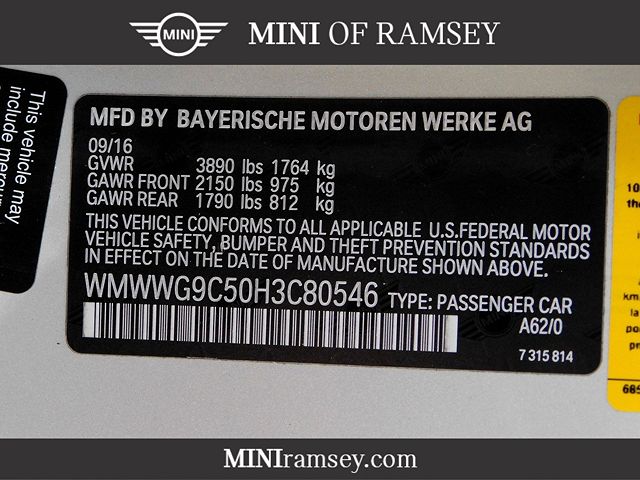 MINI
MINI OF RAMSEY
This vehicle may
MFD BY BAYERISCHE MOTOREN WERKE AG
09/16
GVWR 3890 lbs 1764 kg
GAWR FRONT 2150 lbs 975 kg
GAWR REAR 1790 lbs 812 kg
THIS VEHICLE CONFORMS TO ALL APPLICABLE U.S.FEDERAL MOTOR
VEHICLE SAFETY, BUMPER AND THEFT PREVENTION STANDARDS
IN EFFECT ON THE DATE OF MANUFACTURE SHOWN ABOVE.
WMWWG9C50H3C80546 TYPE: PASSENGER CAR
A62/0
7 315 814
MINIramsey.com